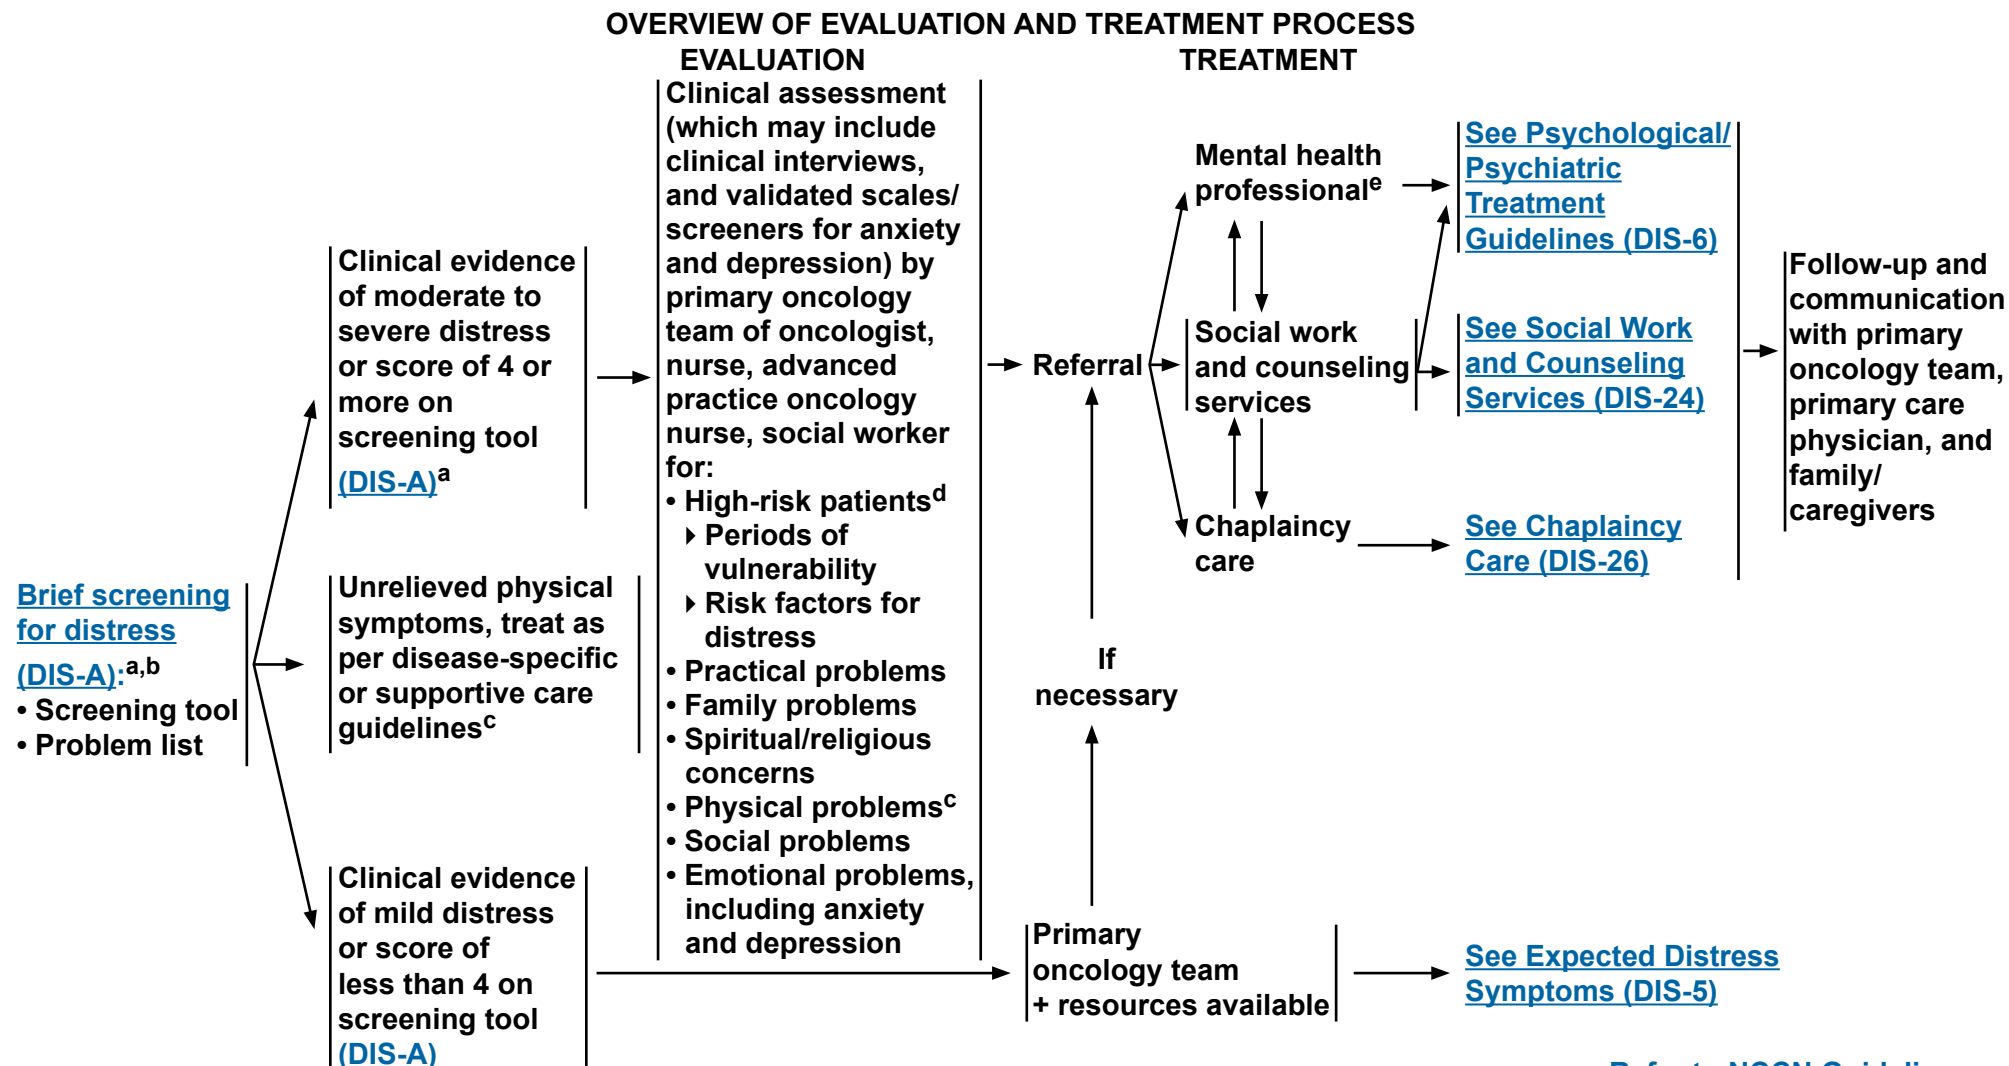 OVERVIEW OF EVALUATION AND TREATMENT PROCESS
EVALUATION
TREATMENT
Brief screening
for distress
(DIS-A):a,b
• Screening tool
• Problem list
Clinical evidence
of moderate to
severe distress
or score of 4 or
more on
screening tool
(DIS-A)a
Unrelieved physical
symptoms, treat as
per disease-specific
or supportive care
guidelinesc
Clinical evidence
of mild distress
or score of
less than 4 on
screening tool
(DIS-A)
Clinical assessment
(which may include
clinical interviews,
and validated scales/
screeners for anxiety
and depression) by
primary oncology
team of oncologist,
nurse, advanced
practice oncology
nurse, social worker
for:
• High-risk patientsd
Periods of
vulnerability
Risk factors for
distress
• Practical problems
• Family problems
• Spiritual/religious
concerns
• Physical problemsc
• Social problems
• Emotional problems,
including anxiety
and depression
Referral
If
necessary
Primary
oncology team
+ resources available
Mental health
professionale
Social work
and counseling
services
Chaplaincy
care
See Psychological/
Psychiatric
Treatment
Guidelines (DIS-6)
See Social Work
and Counseling
Services (DIS-24)
See Chaplaincy
Care (DIS-26)
See Expected Distress
Symptoms (DIS-5)
Follow-up and
communication
with primary
oncology team,
primary care
physician, and
family/
caregivers